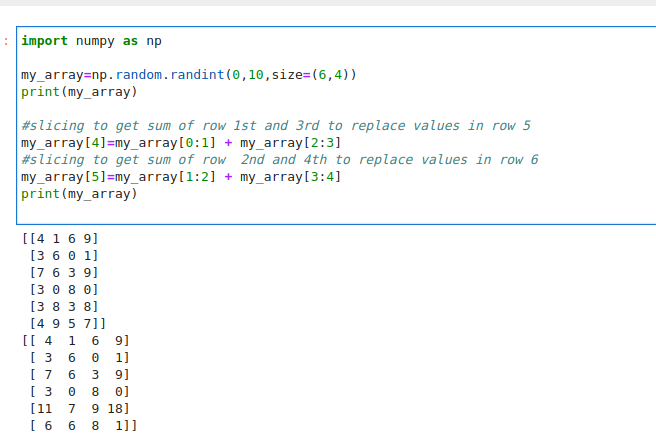 :
import numpy as np
my_array=np.random.randint(0,10,size=(6,4))
print(my_array)
#slicing to get sum of row 1st and 3rd to replace values in row 5
my_array[4]=my_array[0:1] + my_array[2:3]
#slicing to get sum of row  2nd and 4th to replace values in row 6
my_array[5]=my_array[1:2] + my_array[3:4]
print(my_array)
[[4 1 6 9]
 [3 6 0 1]
 [7 6 3 9]
 [3 0 8 0]
 [3 8 3 8]
 [4 9 5 7]]
[[ 4  1  6  9]
 [ 3  6  0  1]
 [ 7  6  3  9]
 [ 3  0  8  0]
 [11  7  9 18]
 [ 6  6  8  1]]